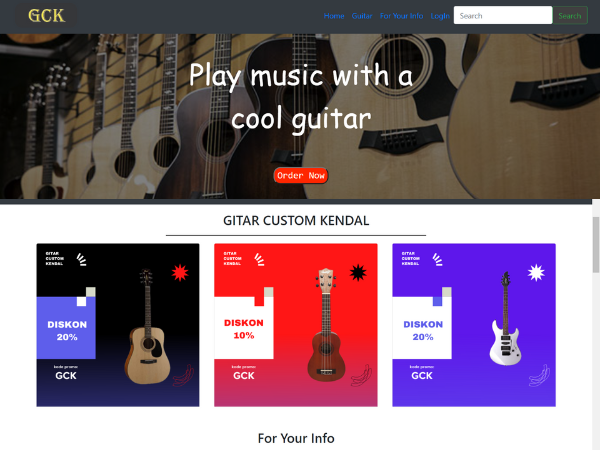 GCK
Home Guitar For Your Info Login Search Search
Play music with a
cool guitar
Order Now
GITAR CUSTOM KENDAL
GITAR
CUSTOM
KENDAL
DISKON
20%
kode promo:
GCK
GITAR
CUSTOM
KENDAL
DISKON
10%
kode promo:
GCK
GITAR
CUSTOM
KENDAL
DISKON
20%
kode promo:
GCK
For Your Info